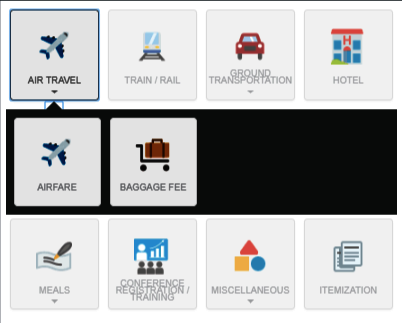 AIR TRAVEL
TRAIN / RAIL
GROUND
TRANSPORTATION
HOTEL
AIRFARE
BAGGAGE FEE
MEALS
CONFERENCE
REGISTRATION /
TRAINING
MISCELLANEOUS
ITEMIZATION